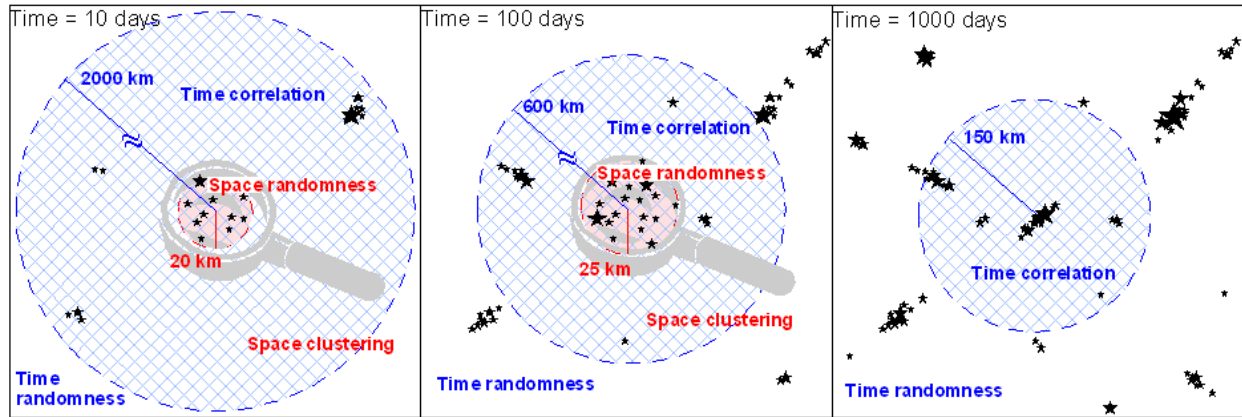 Time = 10 days
2000 km
Time correlation
Space randomness
20 km
Space clustering
Time
randomness
Time = 100 days
600 km
Time correlation
Space randomness
25 km
Space clustering
Time randomness
Time = 1000 days
150 km
Time correlation
Time randomness